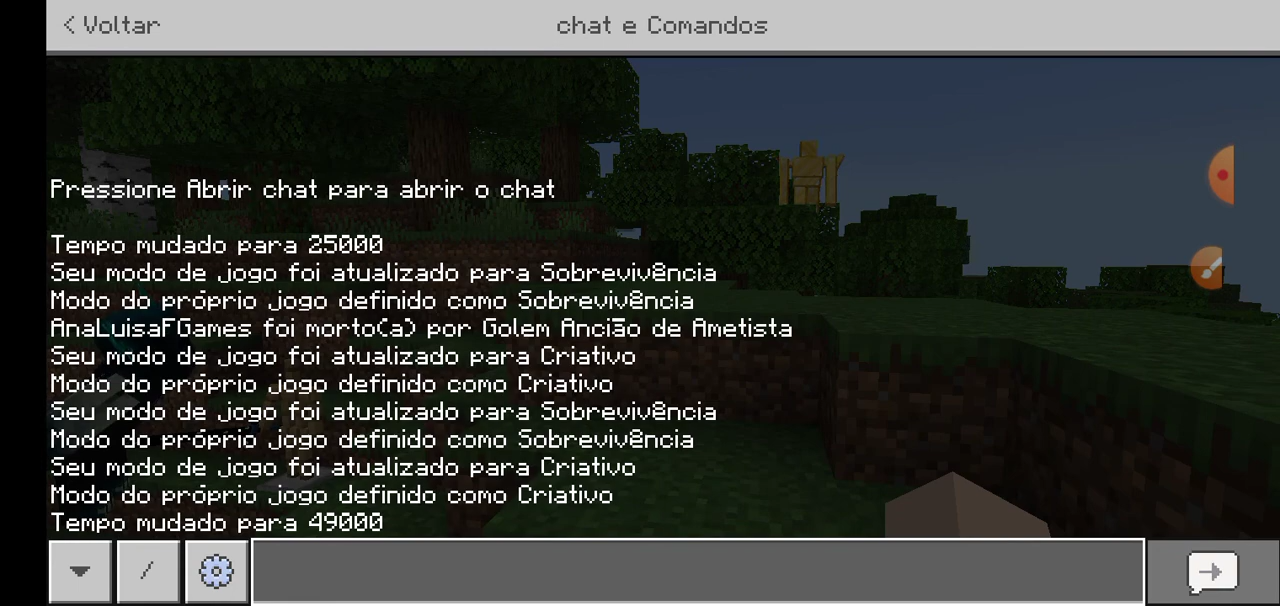 Voltar
chat e Comandos
Pressione Abrir chat para abrir o chat
Tempo mudado para 25000
Seu modo de jogo foi atualizado para Sobrevivência
Modo do próprio jogo definido como Sobrevivência
AnaLuisaFGames foi morto(a) por Golem Ancião de Ametista
Seu modo de jogo foi atualizado para Criativo
Modo do próprio jogo definido como Criativo
Seu modo de jogo foi atualizado para Sobrevivência
Modo do próprio jogo definido como Sobrevivência
Seu modo de jogo foi atualizado para Criativo
Modo do próprio jogo definido como Criativo
Tempo mudado para 49000
/